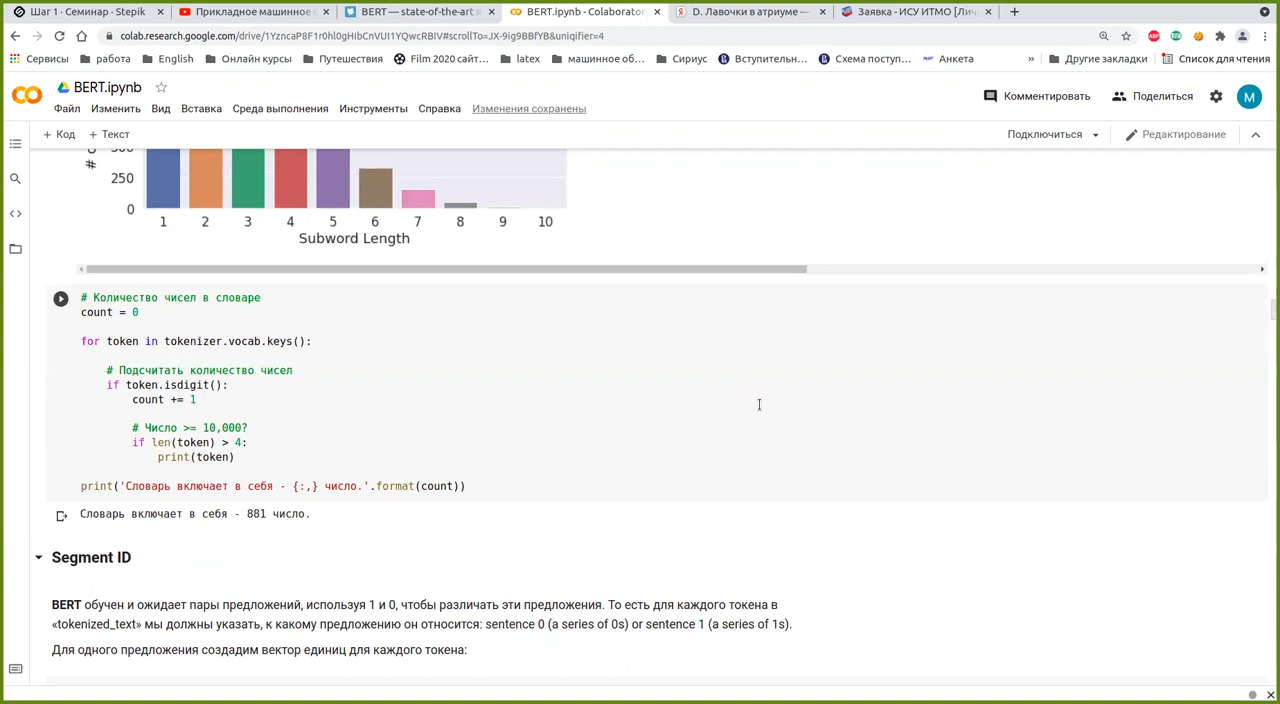 Шаг 1 · Семинар · Stepik
Прикладное машинное
BERT — state-of-the-art я
BERT.ipynb - Colaborator
D. Лавочки в атриуме —
Заявка - ИСУ ИТМО [Лич
colab.research.google.com/drive/1YzncaP8F1r0hl0gHIbCnVUI1YQwcRBIV#scrollTo=JX-9ig9BBfYB&uniqifier=4
Сервисы работа English Онлайн курсы Путешествия Film 2020 сайт… latex машинное об… Сириус Вступительн… Схема поступ… Анкета » Другие закладки Список для чтения
BERT.ipynb
Комментировать Поделиться M
Файл Изменить Вид Вставка Среда выполнения Инструменты Справка Изменения сохранены
+ Код + Текст Подключиться Редактирование
250
0
1 2 3 4 5 6 7 8 9 10
Subword Length
# Количество чисел в словаре
count = 0
for token in tokenizer.vocab.keys():
# Подсчитать количество чисел
if token.isdigit():
count += 1
# Число >= 10,000?
if len(token) > 4:
print(token)
print('Словарь включает в себя - {:,} число.'.format(count))
Словарь включает в себя - 881 число.
Segment ID
BERT обучен и ожидает пары предложений, используя 1 и 0, чтобы различать эти предложения. То есть для каждого токена в
«tokenized_text» мы должны указать, к какому предложению он относится: sentence 0 (a series of 0s) or sentence 1 (a series of 1s).
Для одного предложения создадим вектор единиц для каждого токена: